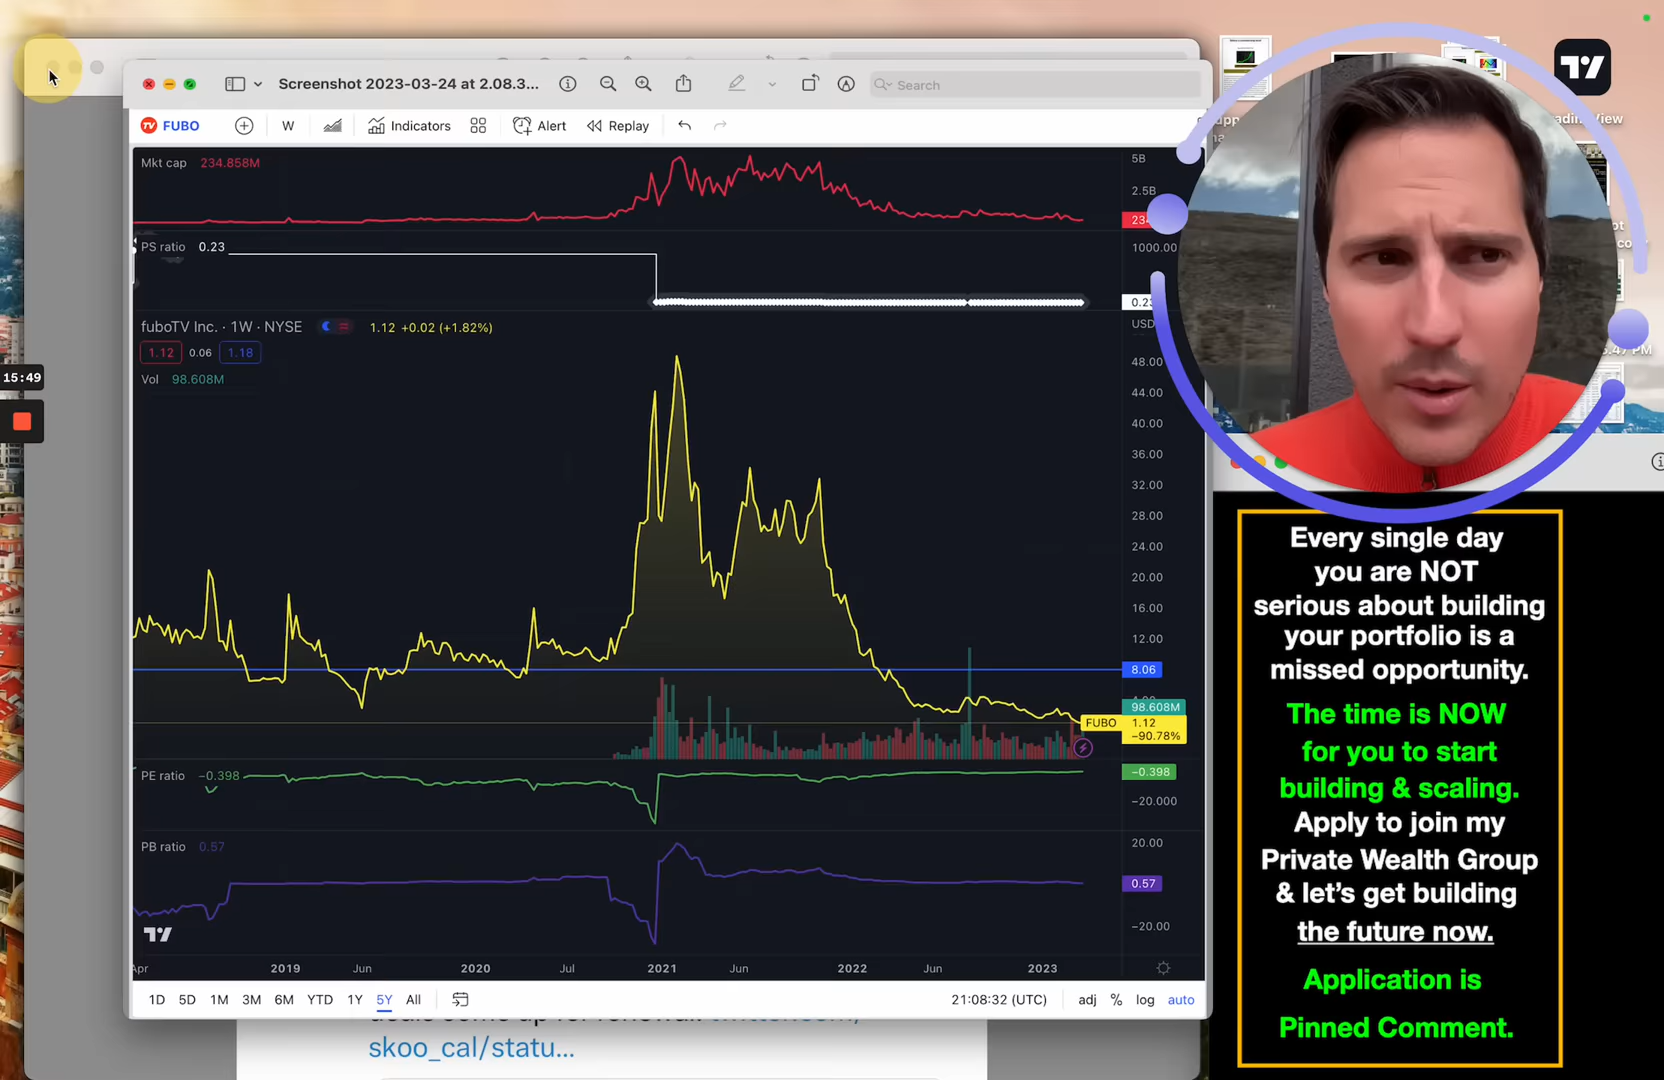 Screenshot 2023-03-24 at 2.08.3...
Search
FUBO
W
Indicators
Alert
Replay
Mkt cap 234.858M
5B
2.5B
PS ratio 0.23
1000.00
0.23
fuboTV Inc. · 1W · NYSE
1.12 +0.02 (+1.82%)
USD
1.12 0.06 1.18
Vol 98.608M
48.00
44.00
40.00
36.00
32.00
28.00
24.00
20.00
16.00
12.00
8.06
98.608M
FUBO 1.12
−90.78%
PE ratio −0.398
−0.398
−20.000
PB ratio 0.57
20.00
0.57
−20.00
Apr 2019 Jun 2020 Jul 2021 Jun 2022 Jun 2023
1D 5D 1M 3M 6M YTD 1Y 5Y All
21:08:32 (UTC) adj % log auto
skoo_cal/statu...
15:49
Every single day
you are NOT
serious about building
your portfolio is a
missed opportunity.
The time is NOW
for you to start
building & scaling.
Apply to join my
Private Wealth Group
& let's get building
the future now.
Application is
Pinned Comment.